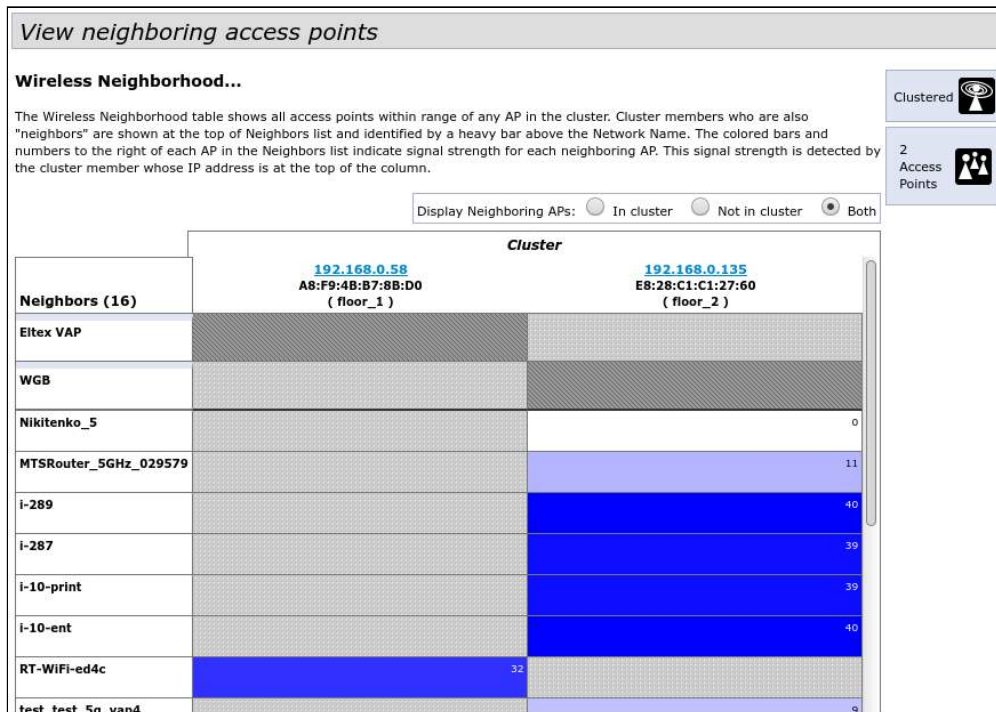 View neighboring access points
Wireless Neighborhood...
The Wireless Neighborhood table shows all access points within range of any AP in the cluster. Cluster members who are also
"neighbors" are shown at the top of Neighbors list and identified by a heavy bar above the Network Name. The colored bars and
numbers to the right of each AP in the Neighbors list indicate signal strength for each neighboring AP. This signal strength is detected by
the cluster member whose IP address is at the top of the column.
Clustered
2
Access
Points
Display Neighboring APs: In cluster Not in cluster Both
Cluster
Neighbors (16)
192.168.0.58
A8:F9:4B:B7:8B:D0
( floor_1 )
192.168.0.135
E8:28:C1:C1:27:60
( floor_2 )
Eltex VAP
WGB
Nikitenko_5 0
MTSRouter_5GHz_029579 11
i-289 40
i-287 39
i-10-print 39
i-10-ent 40
RT-WiFi-ed4c 32
test_test_5g_vap4 9